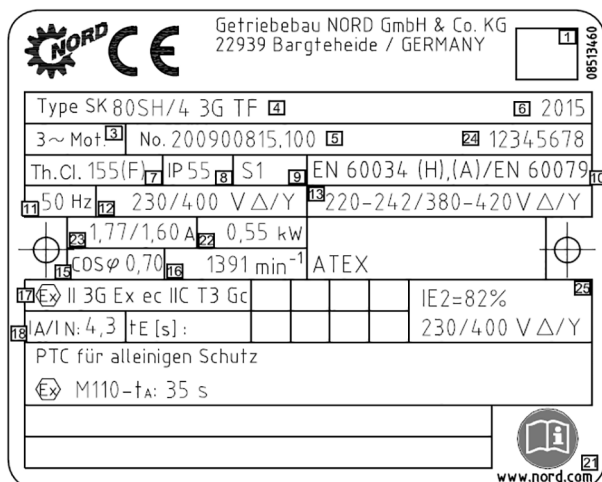 NORD CE Getriebebau NORD GmbH & Co. KG
22939 Bargteheide / GERMANY
1
08513460
Type SK 80SH/4 3G TF 4 6 2015
3~ Mot. 3 No. 200900815.100 5 24 12345678
Th.Cl. 155(F) 7 IP 55 8 S1 9 EN 60034 (H),(A)/EN 60079 10
11 50 Hz 12 230/400 V Δ/Y 13 220-242/380-420V Δ/Y
23 1,77/1,60 A 22 0,55 kW
15 COSφ 0,70 16 1391 min⁻¹ ATEX
17 Ex II 3G Ex ec IIC T3 Gc IE2=82% 25
18 IA/I N: 4,3 tE [s] : 230/400 V Δ/Y
PTC für alleinigen Schutz
Ex M110-tA: 35 s
i
21
www.nord.com